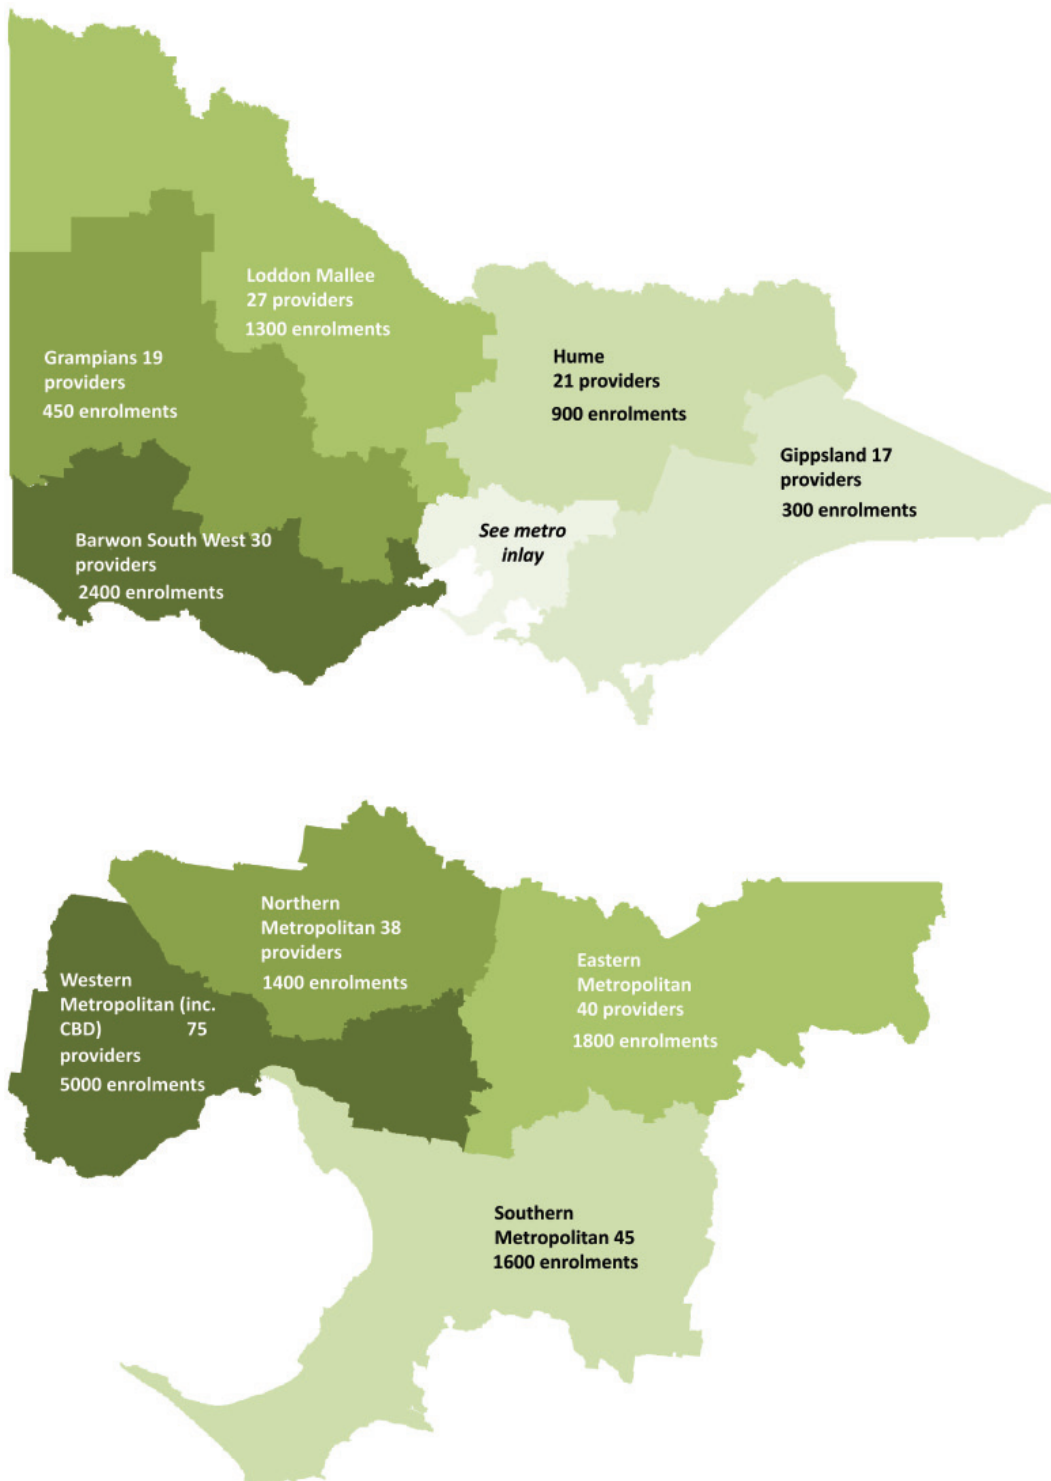 Loddon Mallee
27 providers
1300 enrolments
Grampians 19
providers
450 enrolments
Hume
21 providers
900 enrolments
Gippsland 17
providers
300 enrolments
See metro
inlay
Barwon South West 30
providers
2400 enrolments
Northern
Metropolitan 38
providers
1400 enrolments
Eastern
Metropolitan
40 providers
1800 enrolments
Western
Metropolitan (inc.
CBD) 75
providers
5000 enrolments
Southern
Metropolitan 45
1600 enrolments